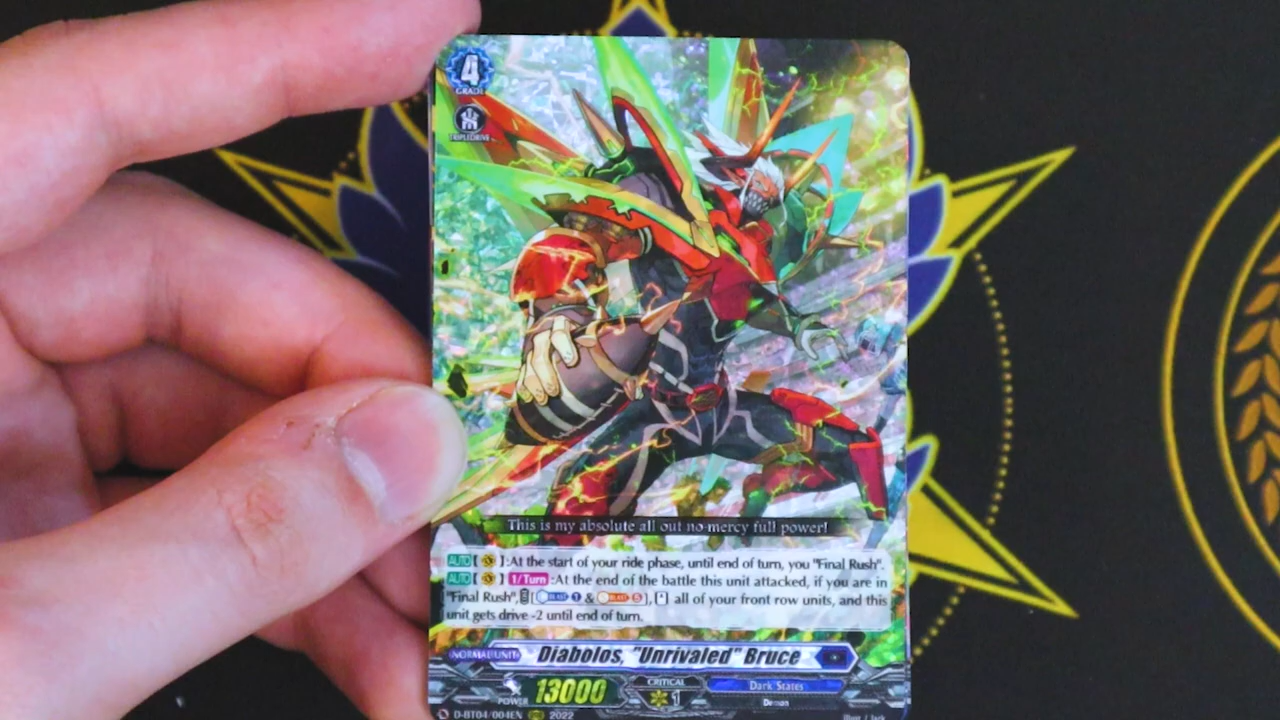 4
GRADE
TRIPLEDRIVE
This is my absolute all out no-mercy full power!
AUTO [ ]:At the start of your ride phase, until end of turn, you "Final Rush".
AUTO [ ] 1/Turn :At the end of the battle this unit attacked, if you are in
"Final Rush", [ BLAST 1 & BLAST 5 ], [ ] all of your front row units, and this
unit gets drive -2 until end of turn.
NORMAL UNIT Diabolos, "Unrivaled" Bruce
POWER 13000 CRITICAL 1 Dark States
Demon
D-BT04/004EN 2022